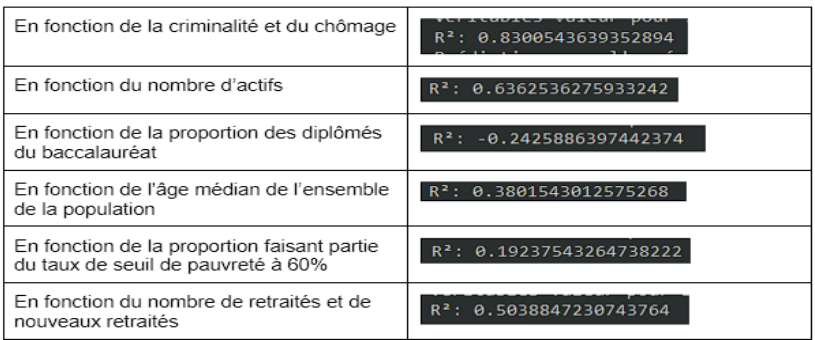 En fonction de la criminalité et du chômage
R²: 0.8300543639352894
En fonction du nombre d'actifs
R²: 0.6362536275933242
En fonction de la proportion des diplômés
du baccalauréat
R²: -0.2425886397442374
En fonction de l'âge médian de l'ensemble
de la population
R²: 0.3801543012575268
En fonction de la proportion faisant partie
du taux de seuil de pauvreté à 60%
R²: 0.19237543264738222
En fonction du nombre de retraités et de
nouveaux retraités
R²: 0.5038847230743764